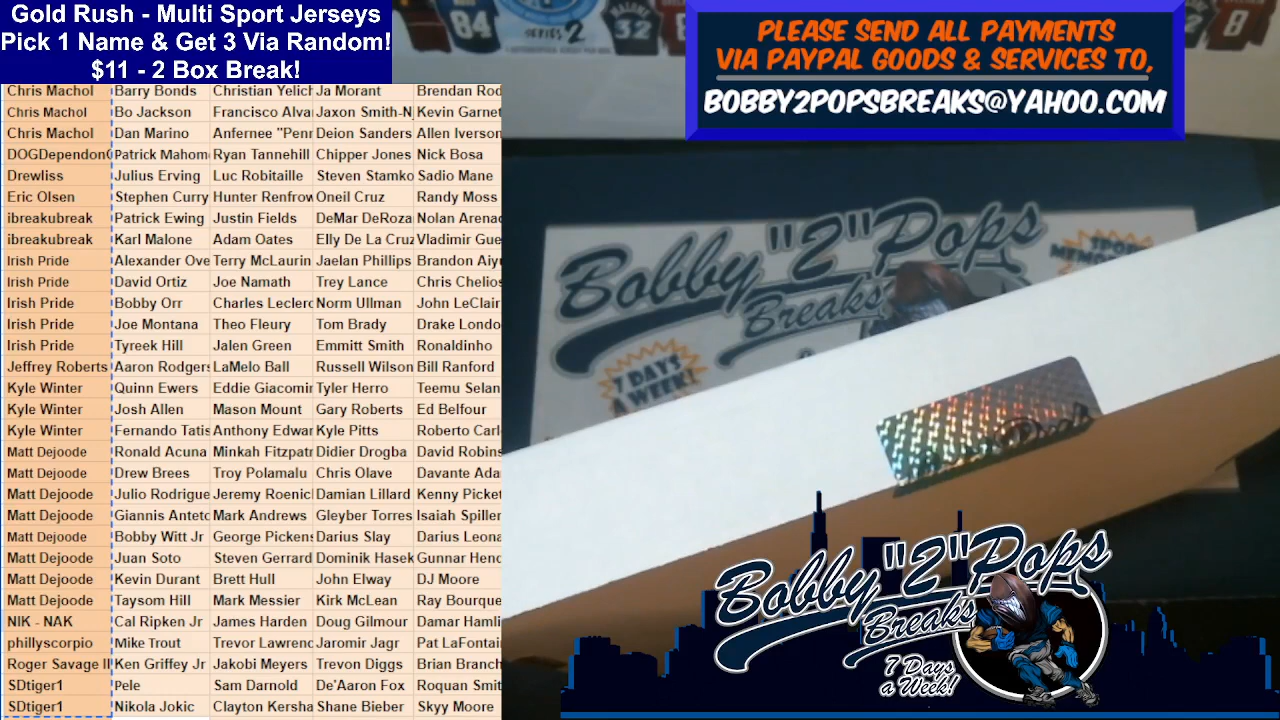 Gold Rush - Multi Sport Jerseys
Pick 1 Name & Get 3 Via Random!
$11 - 2 Box Break!
84
SERIES 2
MALONE
32
8
PLEASE SEND ALL PAYMENTS
VIA PAYPAL GOODS & SERVICES TO,
BOBBY2POPSBREAKS@YAHOO.COM
Chris Machol Barry Bonds Christian Yelich Ja Morant Brendan Rod
Chris Machol Bo Jackson Francisco Alva Jaxon Smith-N Kevin Garnet
Chris Machol Dan Marino Anfernee "Penn Deion Sanders Allen Iverson
DOGDependon Patrick Mahom Ryan Tannehill Chipper Jones Nick Bosa
Drewliss Julius Erving Luc Robitaille Steven Stamko Sadio Mane
Eric Olsen Stephen Curry Hunter Renfrow Oneil Cruz Randy Moss
ibreakubreak Patrick Ewing Justin Fields DeMar DeRoza Nolan Arenac
ibreakubreak Karl Malone Adam Oates Elly De La Cruz Vladimir Gue
Irish Pride Alexander Ove Terry McLaurin Jaelan Phillips Brandon Aiyu
Irish Pride David Ortiz Joe Namath Trey Lance Chris Chelios
Irish Pride Bobby Orr Charles Leclerc Norm Ullman John LeClair
Irish Pride Joe Montana Theo Fleury Tom Brady Drake Londo
Irish Pride Tyreek Hill Jalen Green Emmitt Smith Ronaldinho
Jeffrey Roberts Aaron Rodgers LaMelo Ball Russell Wilson Bill Ranford
Kyle Winter Quinn Ewers Eddie Giacomin Tyler Herro Teemu Selan
Kyle Winter Josh Allen Mason Mount Gary Roberts Ed Belfour
Kyle Winter Fernando Tatis Anthony Edwar Kyle Pitts Roberto Carl
Matt Dejoode Ronald Acuna Minkah Fitzpatr Didier Drogba David Robins
Matt Dejoode Drew Brees Troy Polamalu Chris Olave Davante Ada
Matt Dejoode Julio Rodrigue Jeremy Roenic Damian Lillard Kenny Picket
Matt Dejoode Giannis Anteto Mark Andrews Gleyber Torres Isaiah Spiller
Matt Dejoode Bobby Witt Jr George Pickens Darius Slay Darius Leona
Matt Dejoode Juan Soto Steven Gerrard Dominik Hasek Gunnar Hend
Matt Dejoode Kevin Durant Brett Hull John Elway DJ Moore
Matt Dejoode Taysom Hill Mark Messier Kirk McLean Ray Bourque
NIK - NAK Cal Ripken Jr James Harden Doug Gilmour Damar Hamli
phillyscorpio Mike Trout Trevor Lawrenc Jaromir Jagr Pat LaFontai
Roger Savage II Ken Griffey Jr Jakobi Meyers Trevon Diggs Brian Branch
SDtiger1 Pele Sam Darnold De'Aaron Fox Roquan Smit
SDtiger1 Nikola Jokic Clayton Kersha Shane Bieber Skyy Moore
Bobby "2" Pops
Breaks
7 DAYS
A WEEK!
Bobby "2" Pops
Breaks
7 Days
a Week!